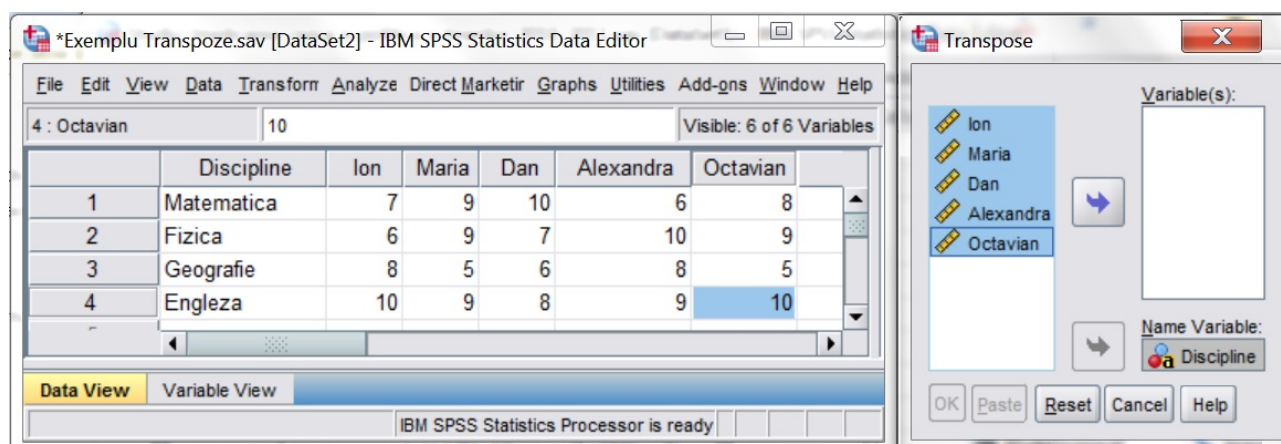 *Exemplu Transpoze.sav [DataSet2] - IBM SPSS Statistics Data Editor
File Edit View Data Transform Analyze Direct Marketir Graphs Utilities Add-ons Window Help
4 : Octavian 10 Visible: 6 of 6 Variables
Discipline Ion Maria Dan Alexandra Octavian
1 Matematica 7 9 10 6 8
2 Fizica 6 9 7 10 9
3 Geografie 8 5 6 8 5
4 Engleza 10 9 8 9 10
Data View Variable View
IBM SPSS Statistics Processor is ready
Transpose
Variable(s):
Ion
Maria
Dan
Alexandra
Octavian
Name Variable:
Discipline
OK Paste Reset Cancel Help